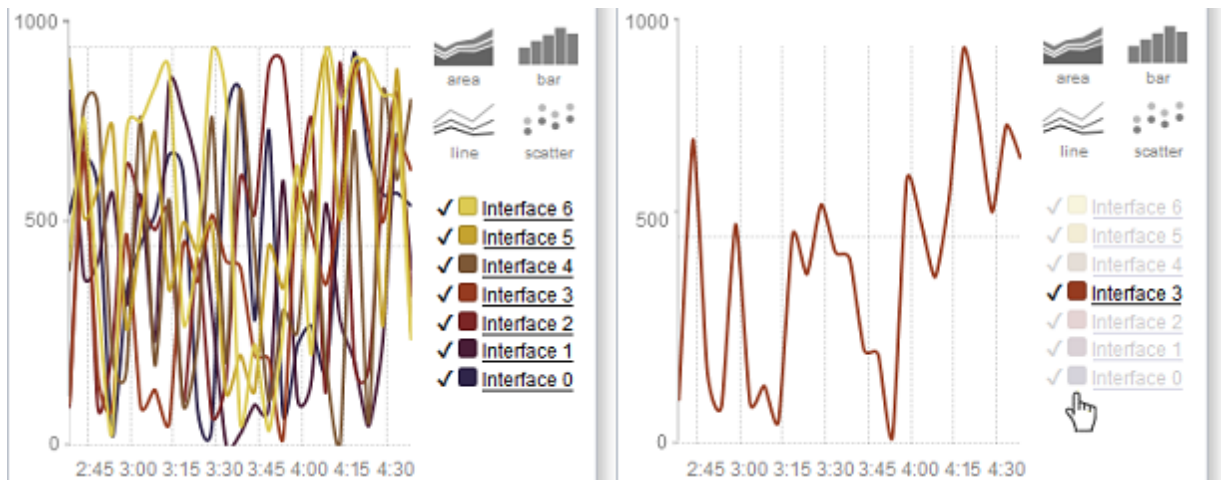 1000
500
0
2:45 3:00 3:15 3:30 3:45 4:00 4:15 4:30
area bar
line scatter
✓ Interface 6
✓ Interface 5
✓ Interface 4
✓ Interface 3
✓ Interface 2
✓ Interface 1
✓ Interface 0
1000
500
0
2:45 3:00 3:15 3:30 3:45 4:00 4:15 4:30
area bar
line scatter
✓ Interface 6
✓ Interface 5
✓ Interface 4
✓ Interface 3
✓ Interface 2
✓ Interface 1
✓ Interface 0